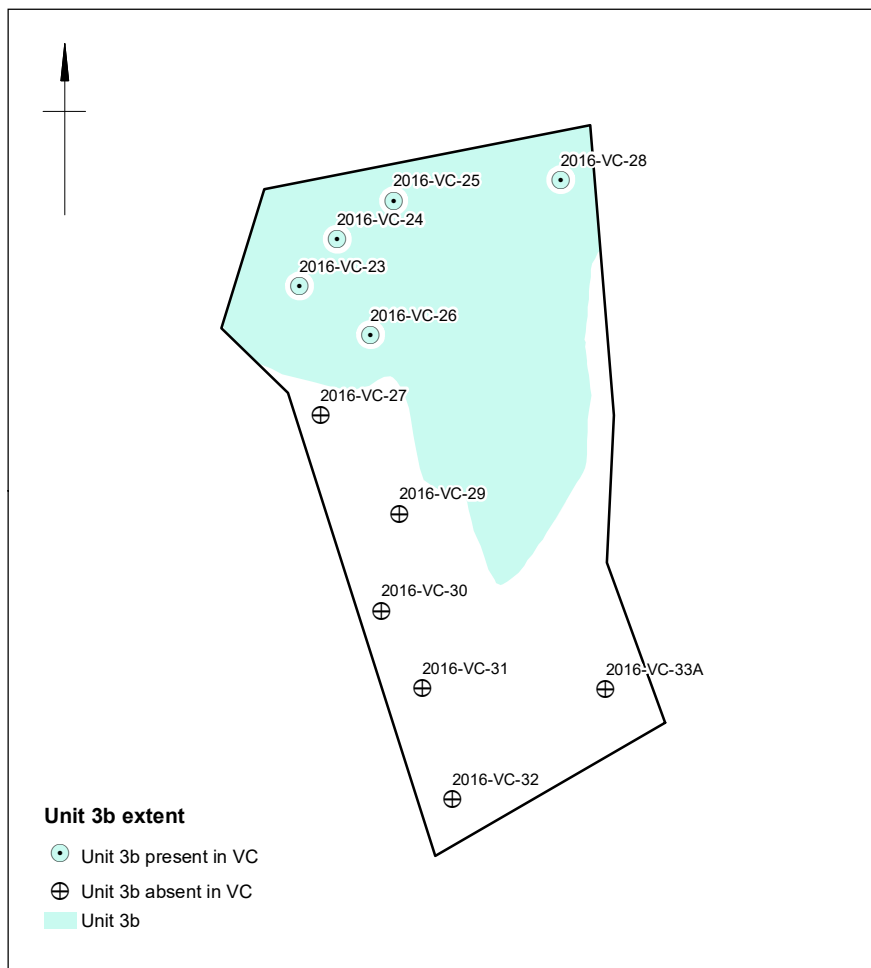 2016-VC-28
2016-VC-25
2016-VC-24
2016-VC-23
2016-VC-26
2016-VC-27
2016-VC-29
2016-VC-30
2016-VC-31
2016-VC-33A
2016-VC-32
Unit 3b extent
Unit 3b present in VC
Unit 3b absent in VC
Unit 3b